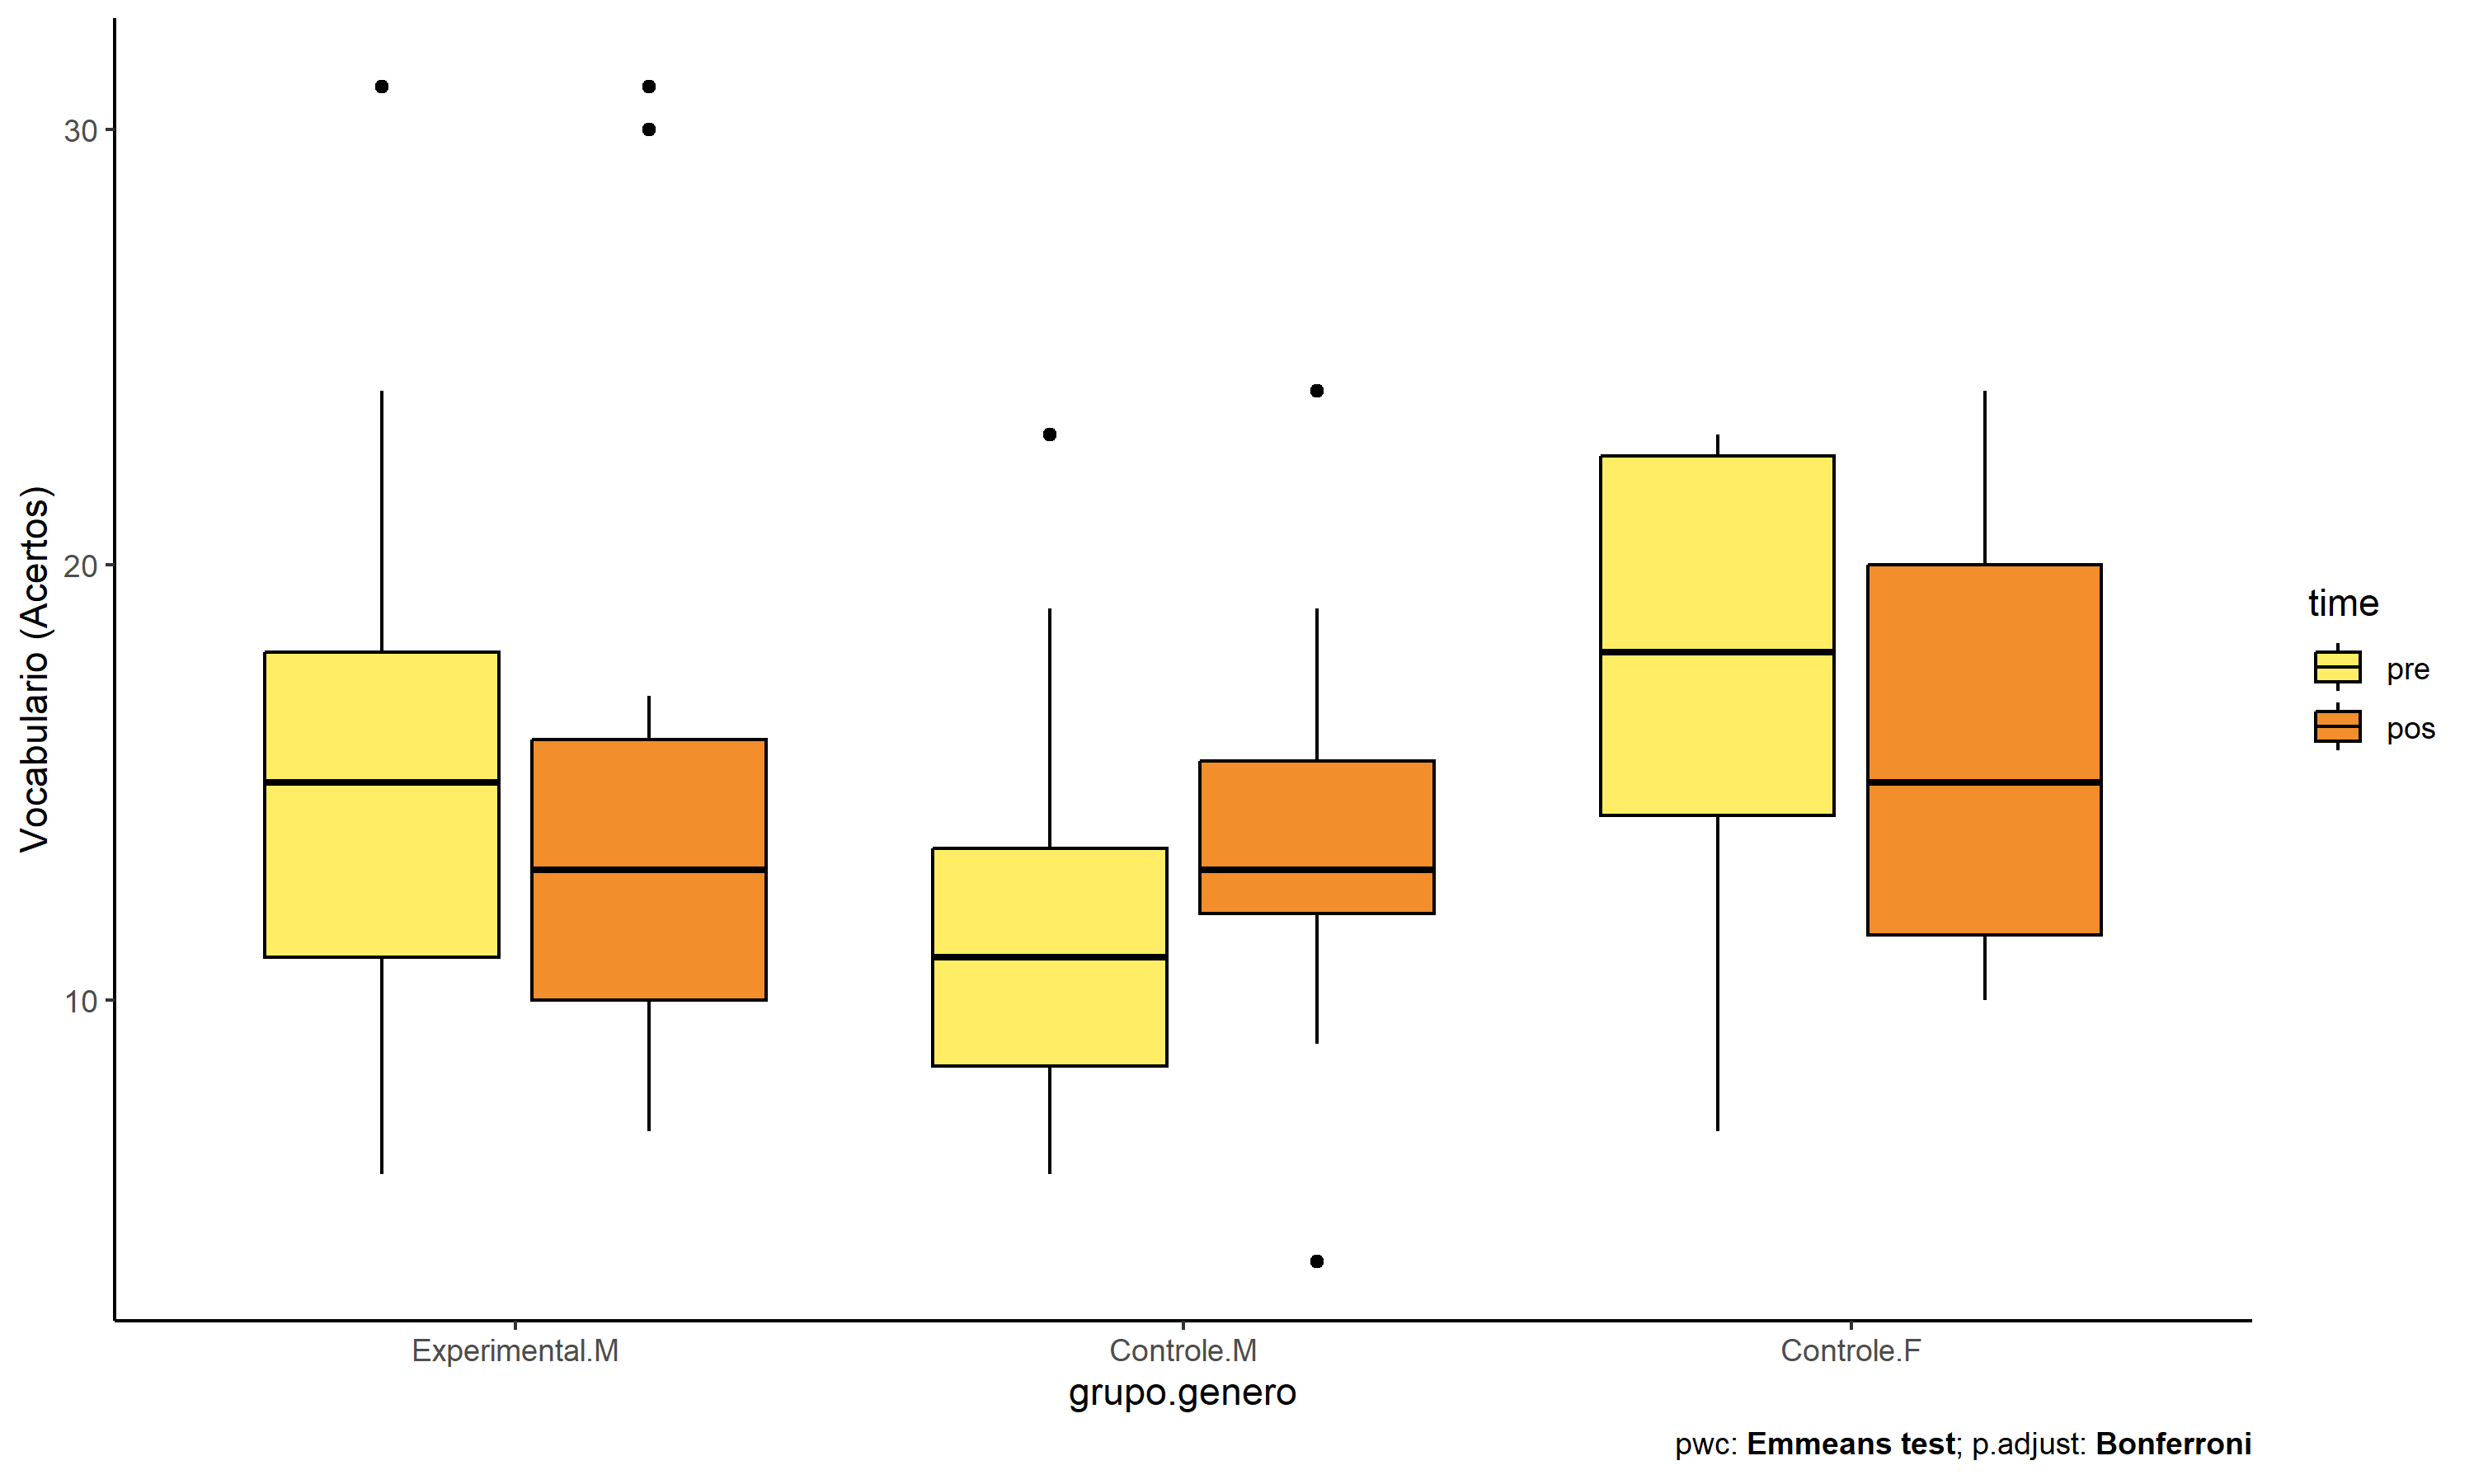 Vocabulario (Acertos)
30
20
10
Experimental.M
Controle.M
Controle.F
grupo.genero
time
pre
pos
pwc: Emmeans test; p.adjust: Bonferroni